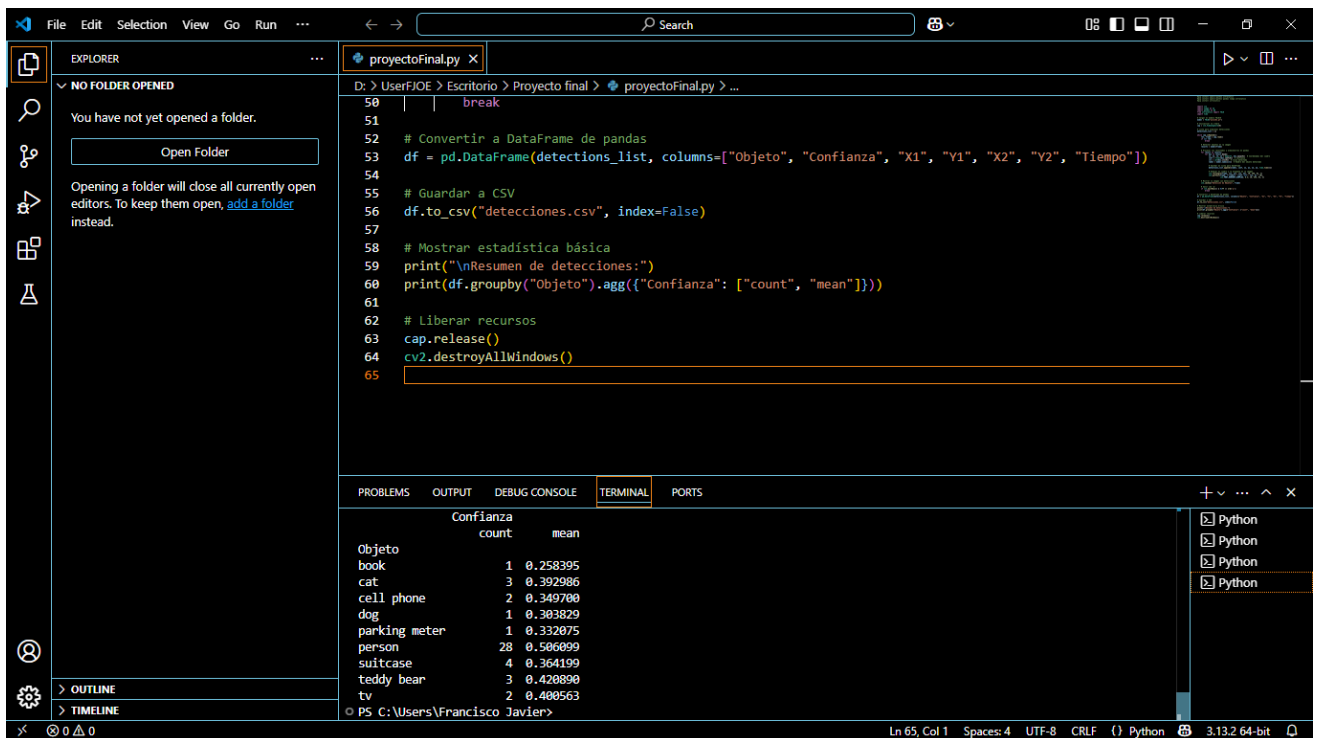 File Edit Selection View Go Run ··· ← → Search
EXPLORER ···
NO FOLDER OPENED
You have not yet opened a folder.
Open Folder
Opening a folder will close all currently open
editors. To keep them open, add a folder
instead.
OUTLINE
TIMELINE
proyectoFinal.py ×
D: > UserFJOE > Escritorio > Proyecto final > proyectoFinal.py > ...
50 break
51
52 # Convertir a DataFrame de pandas
53 df = pd.DataFrame(detections_list, columns=["Objeto", "Confianza", "X1", "Y1", "X2", "Y2", "Tiempo"])
54
55 # Guardar a CSV
56 df.to_csv("detecciones.csv", index=False)
57
58 # Mostrar estadística básica
59 print("\nResumen de detecciones:")
60 print(df.groupby("Objeto").agg({"Confianza": ["count", "mean"]}))
61
62 # Liberar recursos
63 cap.release()
64 cv2.destroyAllWindows()
65
PROBLEMS OUTPUT DEBUG CONSOLE TERMINAL PORTS
Confianza
count mean
Objeto
book 1 0.258395
cat 3 0.392986
cell phone 2 0.349700
dog 1 0.303829
parking meter 1 0.332075
person 28 0.506099
suitcase 4 0.364199
teddy bear 3 0.420890
tv 2 0.400563
PS C:\Users\Francisco Javier>
Python
Python
Python
Python
0 0 Ln 65, Col 1 Spaces: 4 UTF-8 CRLF {} Python 3.13.2 64-bit